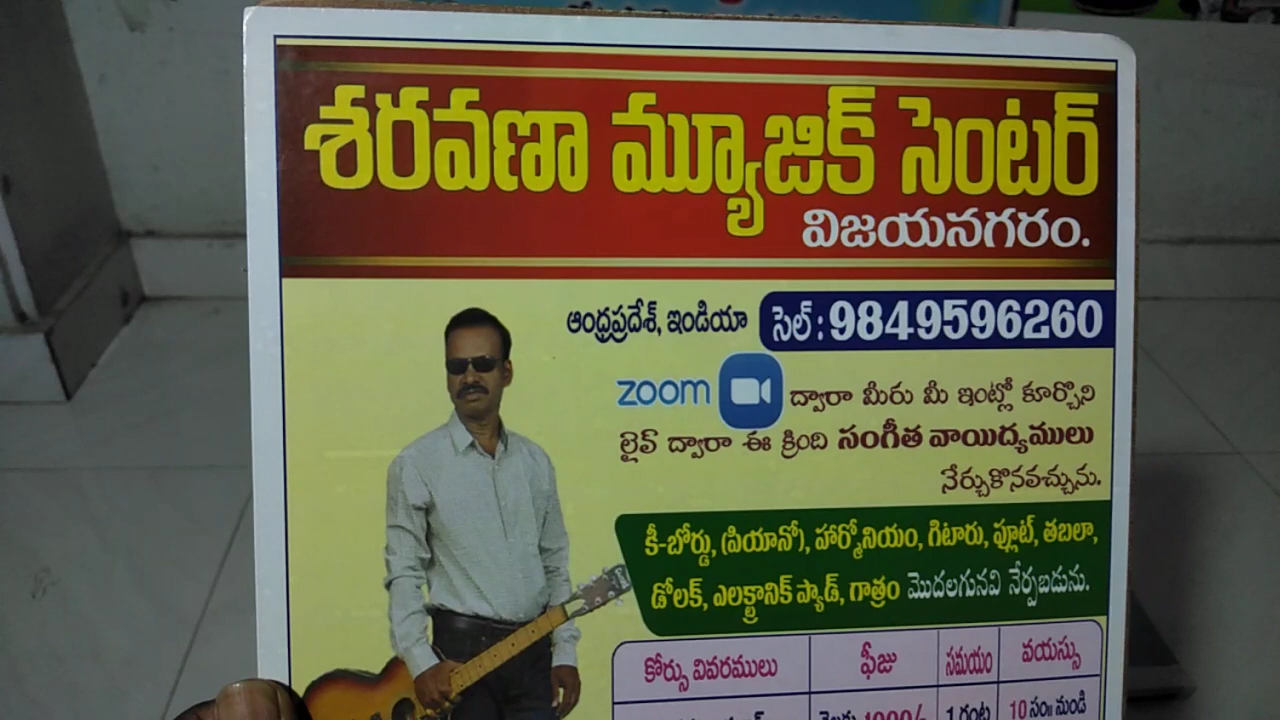 శరవణా మ్యూజిక్ సెంటర్
విజయనగరం.
ఆంధ్రప్రదేశ్, ఇండియా సెల్ : 9849596260
zoom ద్వారా మీరు మీ ఇంట్లో కూర్చొని
లైవ్ ద్వారా ఈ క్రింది సంగీత వాయిద్యములు
నేర్చుకొనవచ్చును.
కీ-బోర్డు, (పియానో), హార్మోనియం, గిటారు, ఫ్లూట్, తబలా,
డోలక్, ఎలక్ట్రానిక్ ప్యాడ్, గాత్రం మొదలగునవి నేర్పబడును.
కోర్సు వివరములు ఫీజు సమయం వయస్సు
1 గంట 10 సం॥ నుండి